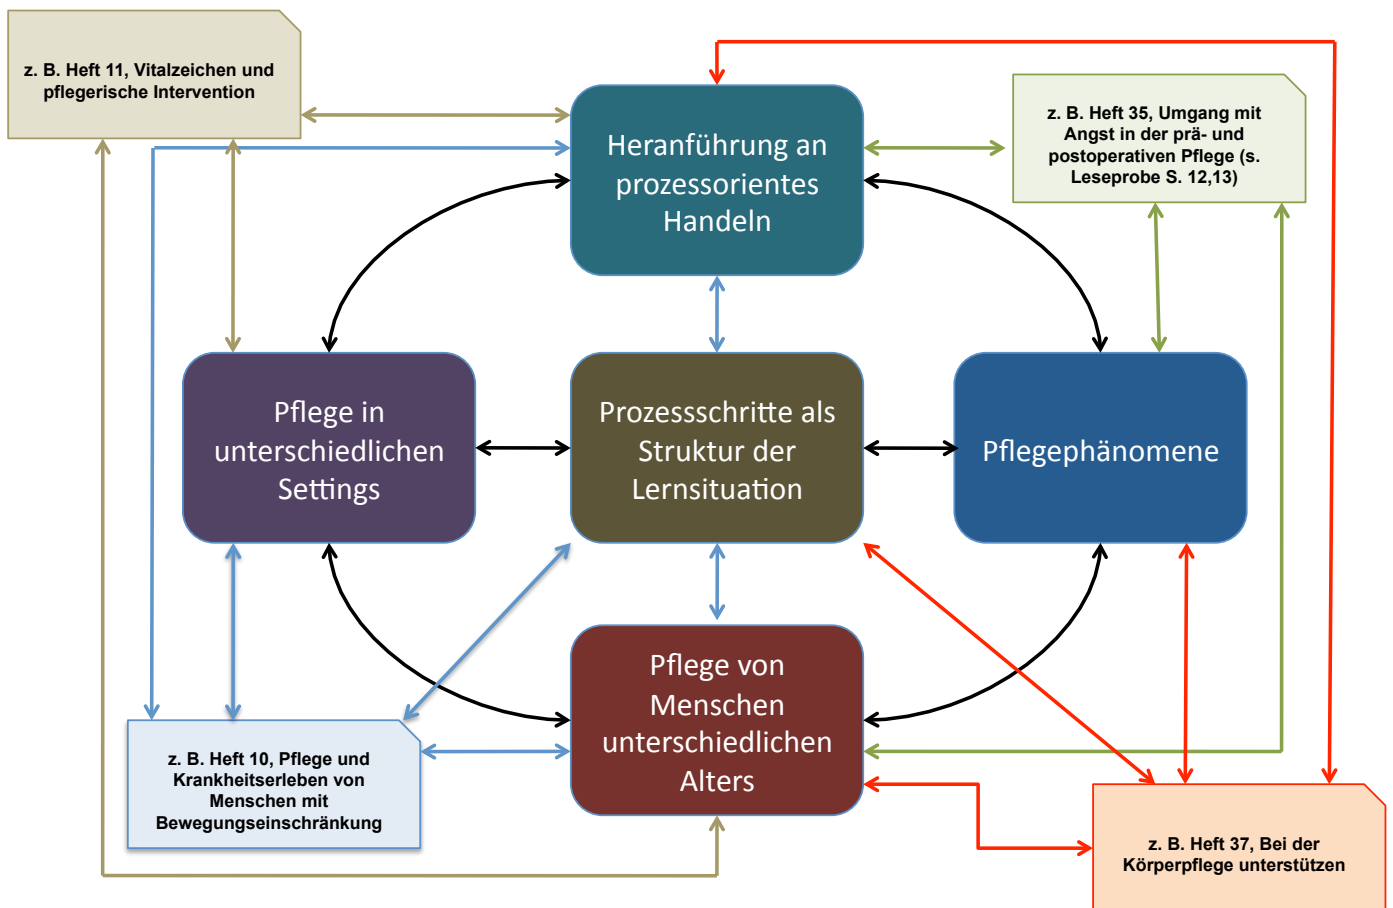 z. B. Heft 11, Vitalzeichen und
pflegerische Intervention
Heranführung an
prozessorientes
Handeln
z. B. Heft 35, Umgang mit
Angst in der prä- und
postoperativen Pflege (s.
Leseprobe S. 12,13)
Pflege in
unterschiedlichen
Settings
Prozessschritte als
Struktur der
Lernsituation
Pflegephänomene
Pflege von
Menschen
unterschiedlichen
Alters
z. B. Heft 10, Pflege und
Krankheitserleben von
Menschen mit
Bewegungseinschränkung
z. B. Heft 37, Bei der
Körperpflege unterstützen